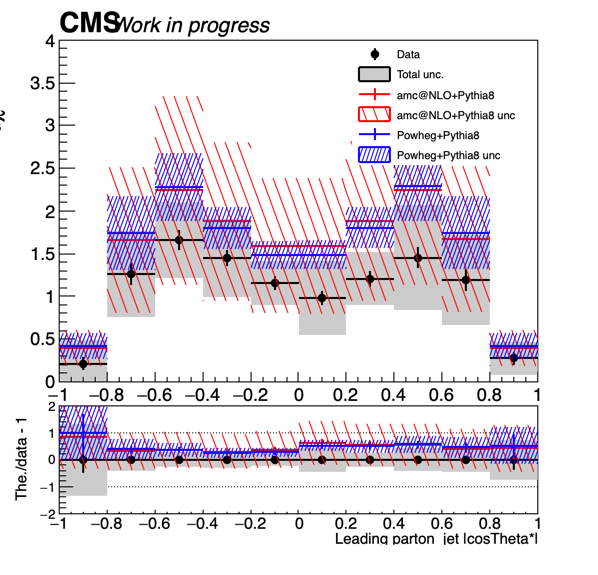 CMS Work in progress
4
3.5
3
2.5
2
1.5
1
0.5
0
Data
Total unc.
amc@NLO+Pythia8
amc@NLO+Pythia8 unc
Powheg+Pythia8
Powheg+Pythia8 unc
−1 −0.8 −0.6 −0.4 −0.2 0 0.2 0.4 0.6 0.8 1
The./data - 1
2
1
0
−1
−2
−1 −0.8 −0.6 −0.4 −0.2 0 0.2 0.4 0.6 0.8 1
Leading parton jet |cosTheta*|